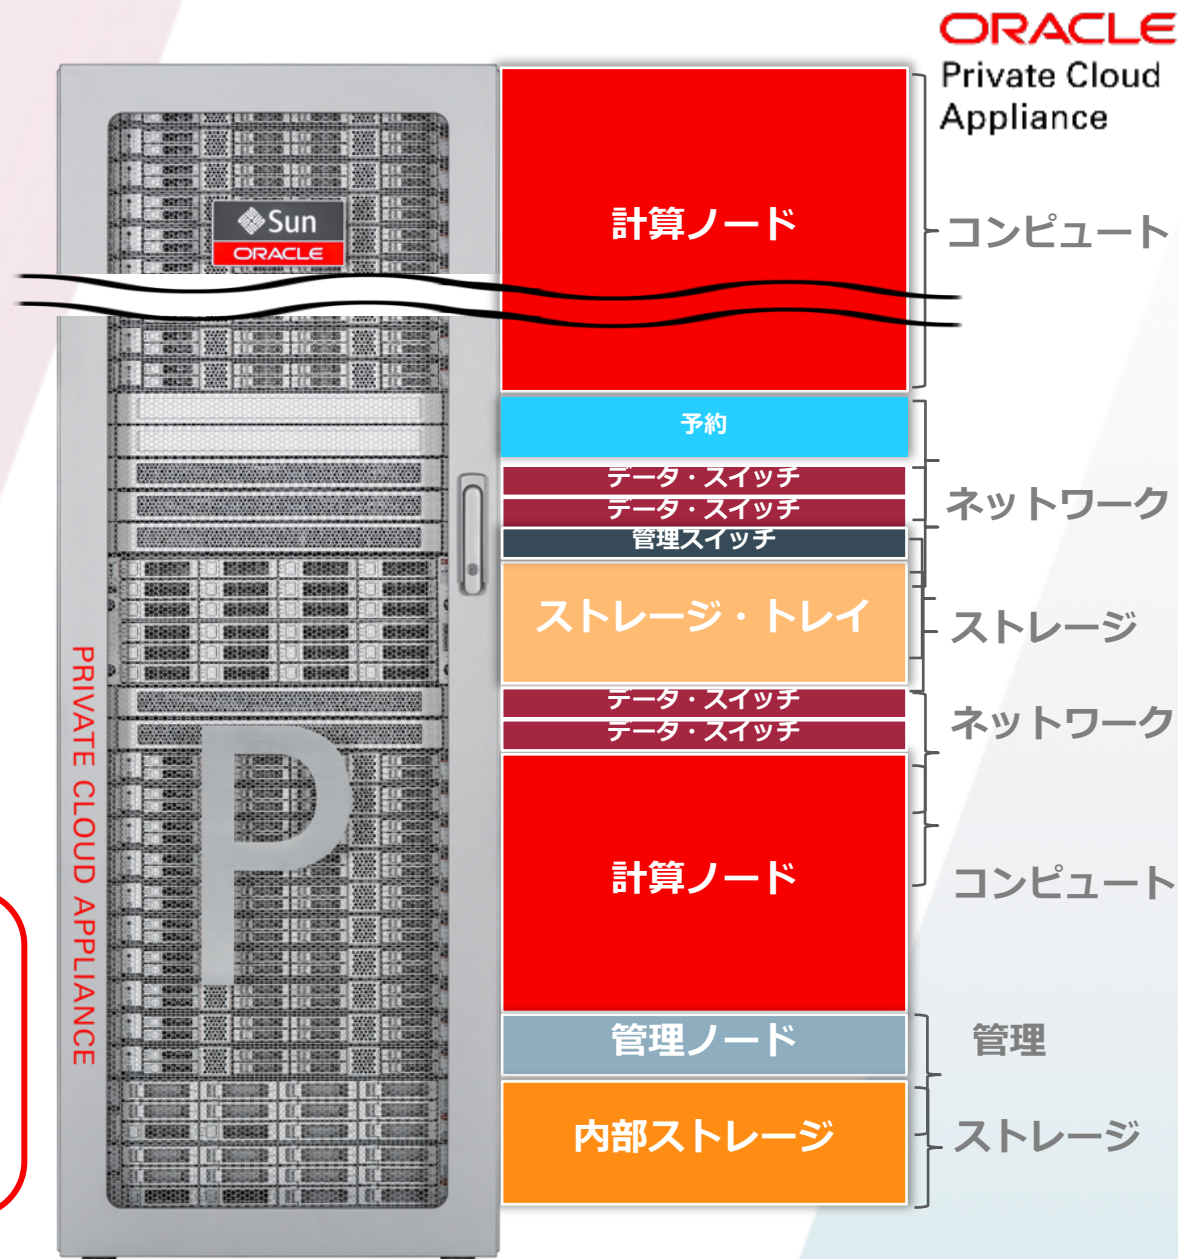 ORACLE
Private Cloud
Appliance
Sun
ORACLE
計算ノード
コンピュート
予約
データ・スイッチ
データ・スイッチ
ネットワーク
管理スイッチ
ストレージ・トレイ
ストレージ
データ・スイッチ
データ・スイッチ
ネットワーク
計算ノード
コンピュート
管理ノード
管理
内部ストレージ
ストレージ
PRIVATE CLOUD APPLIANCE
P